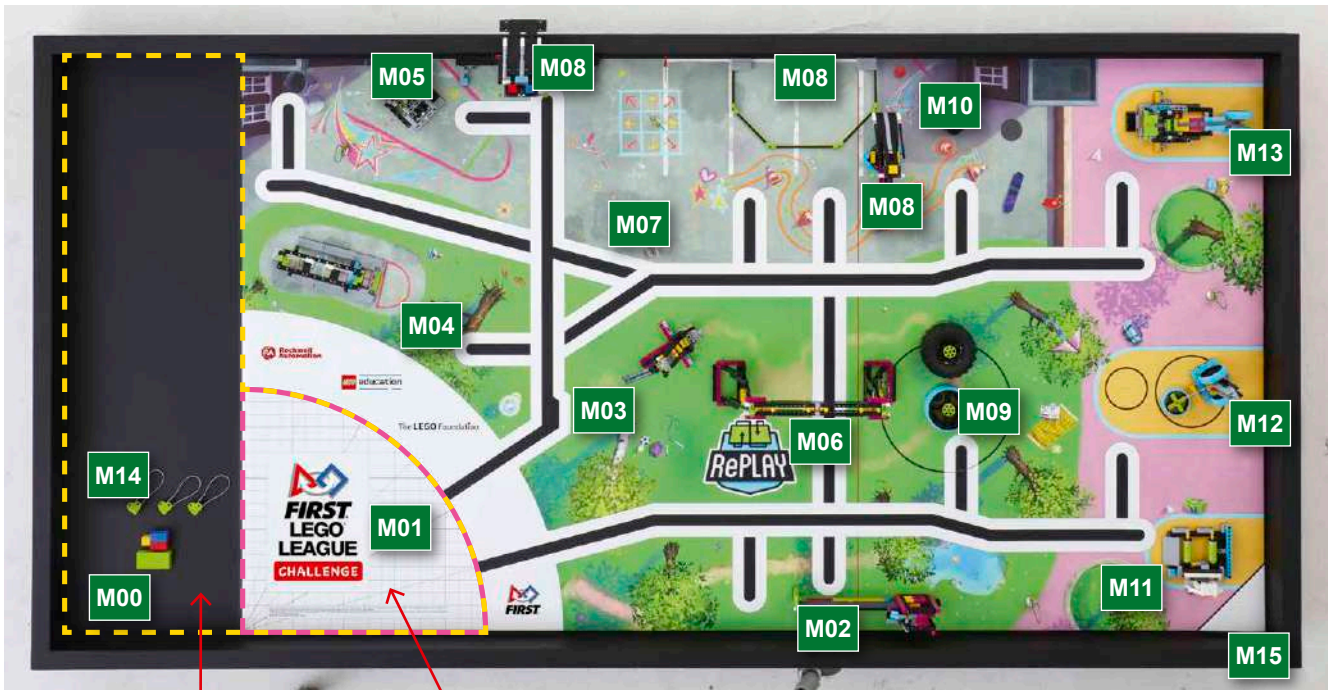 M05
M08
M08
M10
M13
M08
M07
M04
Rockwell
Automation
LEGO education
The LEGO Foundation
M03
M09
M12
M06
RePLAY
M14
FIRST
LEGO
LEAGUE
CHALLENGE
M01
M00
FIRST
M02
M11
M15